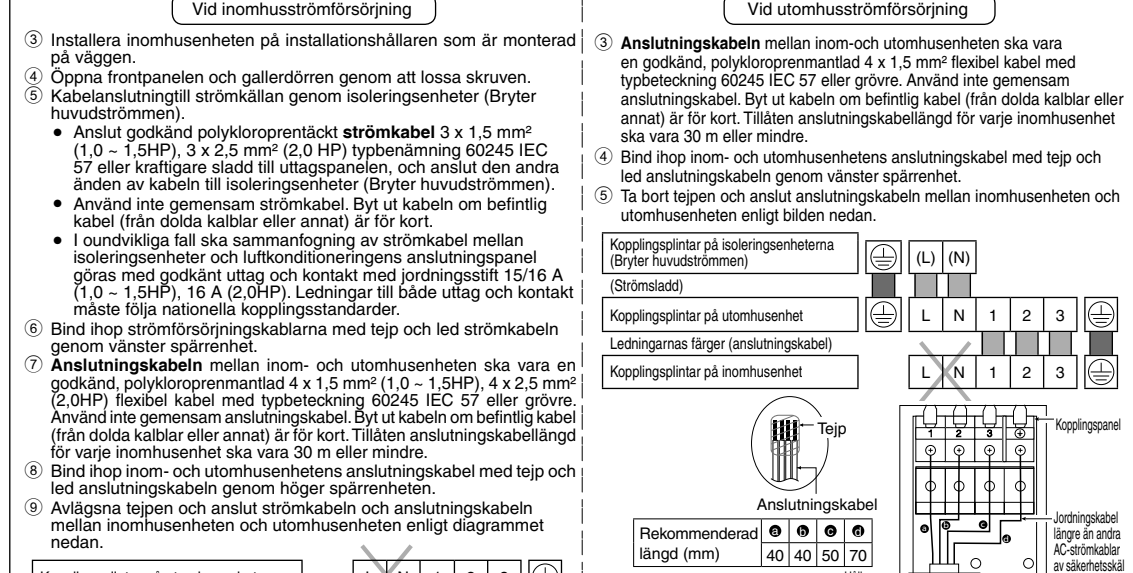 Vid inomhusströmförsörjning
③ Installera inomhusenheten på installationshållaren som är monterad
på väggen.
④ Öppna frontpanelen och gallerdörren genom att lossa skruven.
⑤ Kabelanslutningtill strömkällan genom isoleringsenheter (Bryter
huvudströmmen).
• Anslut godkänd polykloroprentäckt strömkabel 3 x 1,5 mm²
(1,0 ~ 1,5HP), 3 x 2,5 mm² (2,0 HP) typbenämning 60245 IEC
57 eller kraftigare sladd till uttagspanelen, och anslut den andra
änden av kabeln till isoleringsenheter (Bryter huvudströmmen).
• Använd inte gemensam strömkabel. Byt ut kabeln om befintlig
kabel (från dolda kalblar eller annat) är för kort.
• I oundvikliga fall ska sammanfogning av strömkabel mellan
isoleringsenheter och luftkonditioneringens anslutningspanel
göras med godkänt uttag och kontakt med jordningsstift 15/16 A
(1,0 ~ 1,5HP), 16 A (2,0HP). Ledningar till både uttag och kontakt
måste följa nationella kopplingsstandarder.
⑥ Bind ihop strömförsörjningskablarna med tejp och led strömkabeln
genom vänster spärrenhet.
⑦ Anslutningskabeln mellan inom- och utomhusenheten ska vara en
godkänd, polykloroprenmantlad 4 x 1,5 mm² (1,0 ~ 1,5HP), 4 x 2,5 mm²
(2,0HP) flexibel kabel med typbeteckning 60245 IEC 57 eller grövre.
Använd inte gemensam anslutningskabel. Byt ut kabeln om befintlig kabel
(från dolda kalblar eller annat) är för kort. Tillåten anslutningskabellängd
för varje inomhusenhet ska vara 30 m eller mindre.
⑧ Bind ihop inom- och utomhusenhetens anslutningskabel med tejp och
led anslutningskabeln genom höger spärrenheten.
⑨ Avlägsna tejpen och anslut strömkabeln och anslutningskabeln
mellan inomhusenheten och utomhusenheten enligt diagrammet
nedan.
Vid utomhusströmförsörjning
③ Anslutningskabeln mellan inom-och utomhusenheten ska vara
en godkänd, polykloroprenmantlad 4 x 1,5 mm² flexibel kabel med
typbeteckning 60245 IEC 57 eller grövre. Använd inte gemensam
anslutningskabel. Byt ut kabeln om befintlig kabel (från dolda kalblar eller
annat) är för kort. Tillåten anslutningskabellängd för varje inomhusenhet
ska vara 30 m eller mindre.
④ Bind ihop inom- och utomhusenhetens anslutningskabel med tejp och
led anslutningskabeln genom vänster spärrenhet.
⑤ Ta bort tejpen och anslut anslutningskabeln mellan inomhusenheten och
utomhusenheten enligt bilden nedan.
Kopplingsplintar på isoleringsenheterna
(Bryter huvudströmmen) (L) (N)
(Strömsladd)
Kopplingsplintar på utomhusenhet L N 1 2 3
Ledningarnas färger (anslutningskabel)
Kopplingsplintar på inomhusenhet L N 1 2 3
Tejp
Anslutningskabel
Rekommenderad ⓐ ⓑ ⓒ ⓓ
längd (mm) 40 40 50 70
1 2 3
Kopplingspanel
ⓐ ⓑ ⓒ ⓓ
Jordningskabel
längre än andra
AC-strömkablar
av säkerhetsskäl